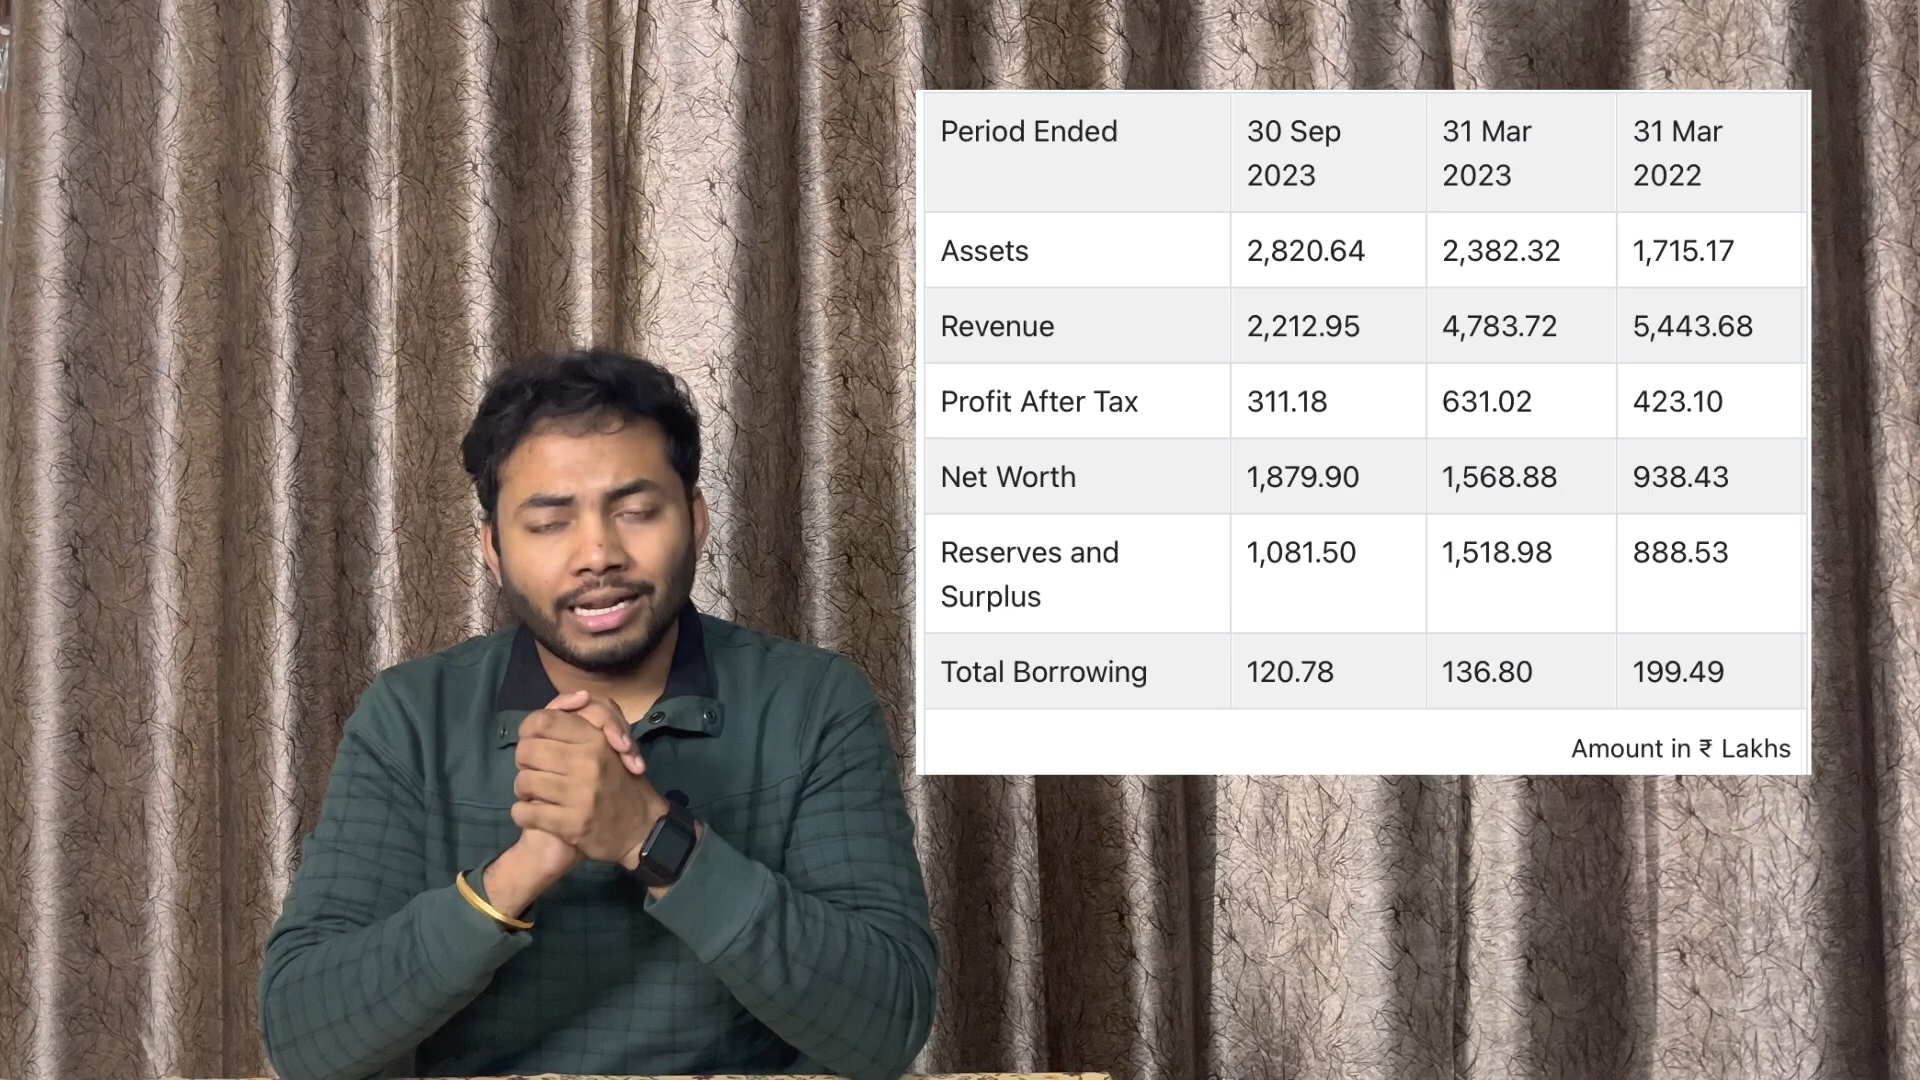 Period Ended 30 Sep 2023 31 Mar 2023 31 Mar 2022
Assets 2,820.64 2,382.32 1,715.17
Revenue 2,212.95 4,783.72 5,443.68
Profit After Tax 311.18 631.02 423.10
Net Worth 1,879.90 1,568.88 938.43
Reserves and Surplus 1,081.50 1,518.98 888.53
Total Borrowing 120.78 136.80 199.49
Amount in ₹ Lakhs